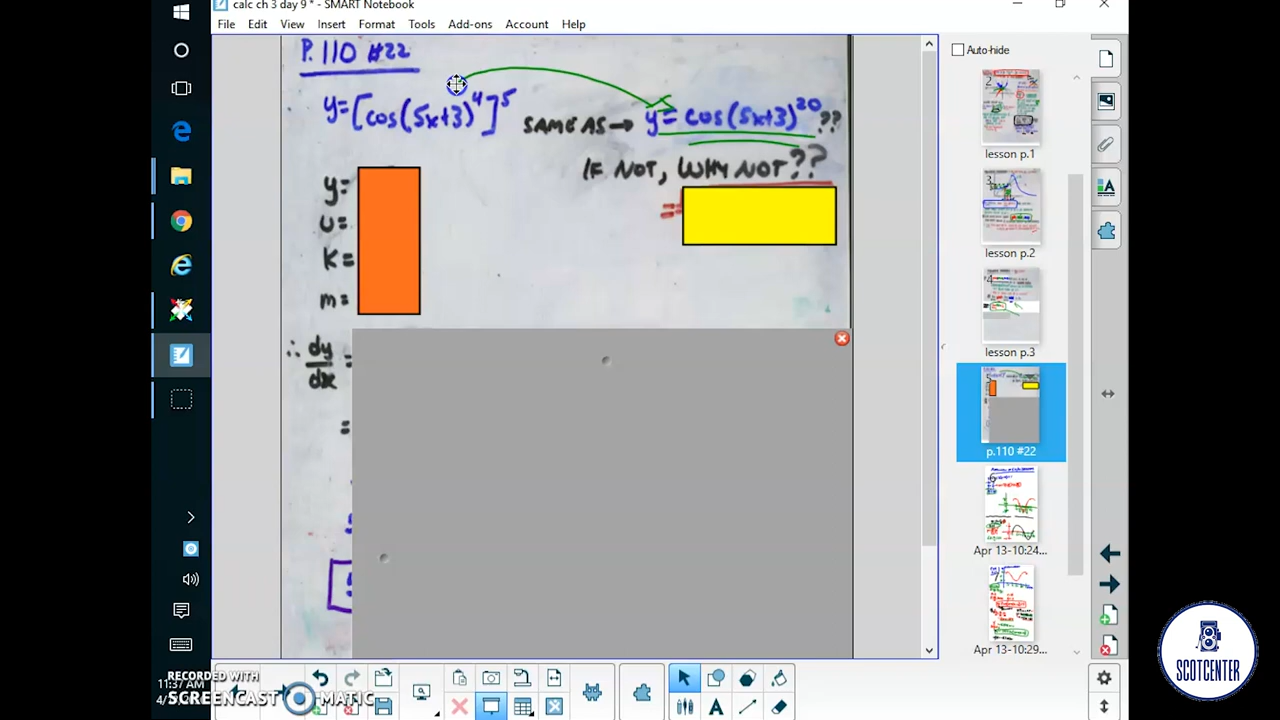 calc ch 3 day 9 * - SMART Notebook
File Edit View Insert Format Tools Add-ons Account Help
P.110 #22
y=[cos(5x+3)⁴]⁵ SAME AS → y= cos(5x+3)²⁰??
IF NOT, WHY NOT??
=
y=
u=
K=
m=
∴ dy/dx =
=
Auto-hide
lesson p.1
lesson p.2
lesson p.3
p.110 #22
Apr 13-10:24...
Apr 13-10:29...
RECORDED WITH
SCREENCAST MATIC
11:37 AM
SCOTCENTER